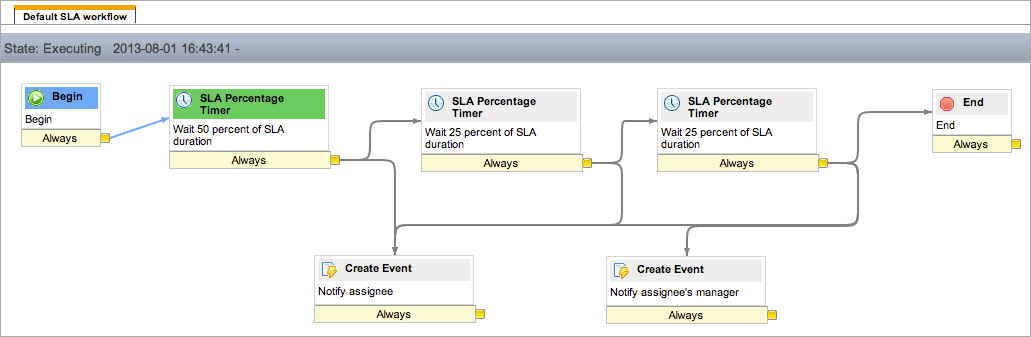 Default SLA workflow
State: Executing 2013-08-01 16:43:41 -
Begin
Begin
Always
SLA Percentage
Timer
Wait 50 percent of SLA
duration
Always
SLA Percentage
Timer
Wait 25 percent of SLA
duration
Always
SLA Percentage
Timer
Wait 25 percent of SLA
duration
Always
End
End
Always
Create Event
Notify assignee
Always
Create Event
Notify assignee's manager
Always